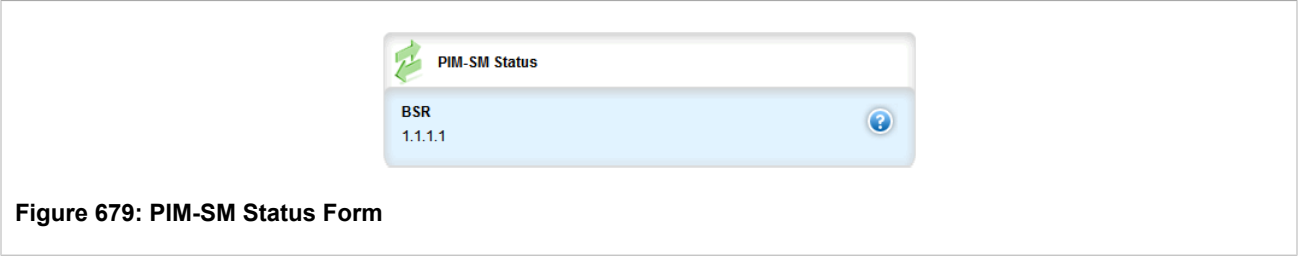 PIM-SM Status
BSR
1.1.1.1
?
Figure 679: PIM-SM Status Form